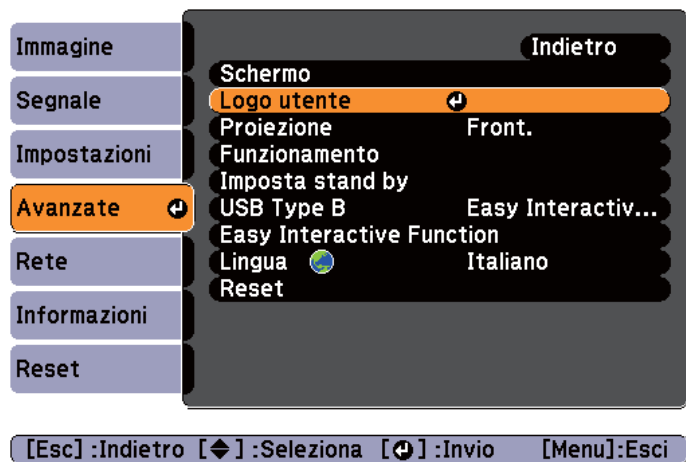 Immagine
Segnale
Impostazioni
Avanzate
Rete
Informazioni
Reset
Indietro
Schermo
Logo utente
Proiezione Front.
Funzionamento
Imposta stand by
USB Type B Easy Interactiv...
Easy Interactive Function
Lingua Italiano
Reset
[Esc] :Indietro [◆] :Seleziona [↵] :Invio [Menu]:Esci